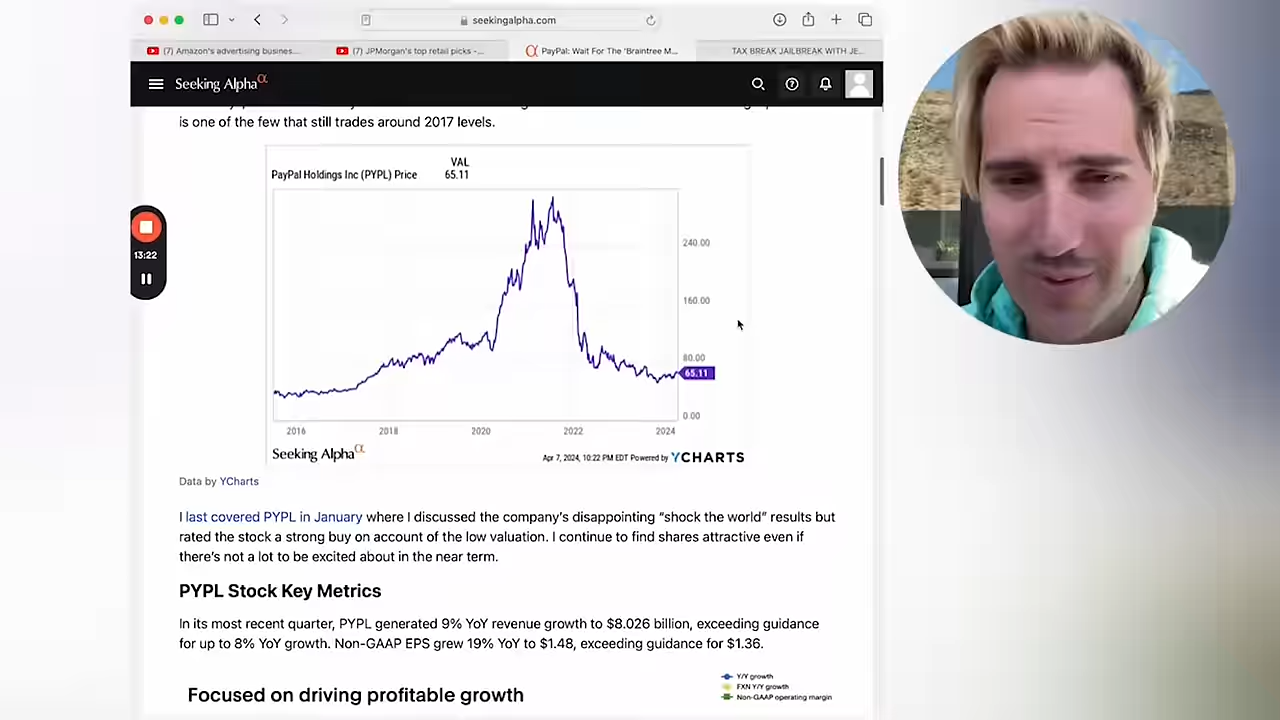 seekingalpha.com
(7) Amazon's advertising busines...
(7) JPMorgan's top retail picks -...
PayPal: Wait For The 'Braintree M...
TAX BREAK JAILBREAK WITH JE...
Seeking Alpha α
is one of the few that still trades around 2017 levels.
VAL
PayPal Holdings Inc (PYPL) Price 65.11
240.00
160.00
80.00
65.11
0.00
2016 2018 2020 2022 2024
Seeking Alpha α
Apr 7, 2024, 10:22 PM EDT Powered by YCHARTS
13:22
Data by YCharts
I last covered PYPL in January where I discussed the company's disappointing “shock the world” results but
rated the stock a strong buy on account of the low valuation. I continue to find shares attractive even if
there's not a lot to be excited about in the near term.
PYPL Stock Key Metrics
In its most recent quarter, PYPL generated 9% YoY revenue growth to $8.026 billion, exceeding guidance
for up to 8% YoY growth. Non-GAAP EPS grew 19% YoY to $1.48, exceeding guidance for $1.36.
Focused on driving profitable growth
Y/Y growth
FXN Y/Y growth
Non-GAAP operating margin